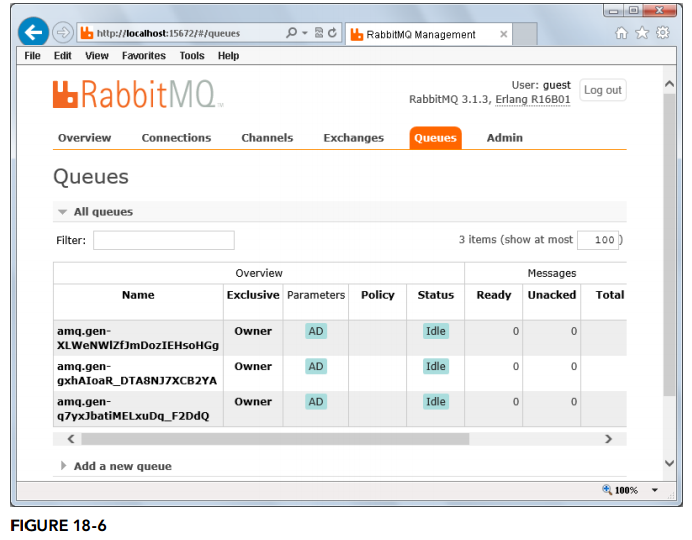 http://localhost:15672/#/queues
RabbitMQ Management
File Edit View Favorites Tools Help
RabbitMQ
User: guest
Log out
RabbitMQ 3.1.3, Erlang R16B01
Overview Connections Channels Exchanges Queues Admin
Queues
All queues
Filter:
3 items (show at most 100 )
Overview Messages
Name Exclusive Parameters Policy Status Ready Unacked Total
amq.gen-
XLWeNWlZfJmDozIEHsoHGg Owner AD Idle 0 0
amq.gen-
gxhAIoaR_DTA8NJ7XCB2YA Owner AD Idle 0 0
amq.gen-
q7yxJbatiMELxuDq_F2DdQ Owner AD Idle 0 0
Add a new queue
100%
FIGURE 18-6